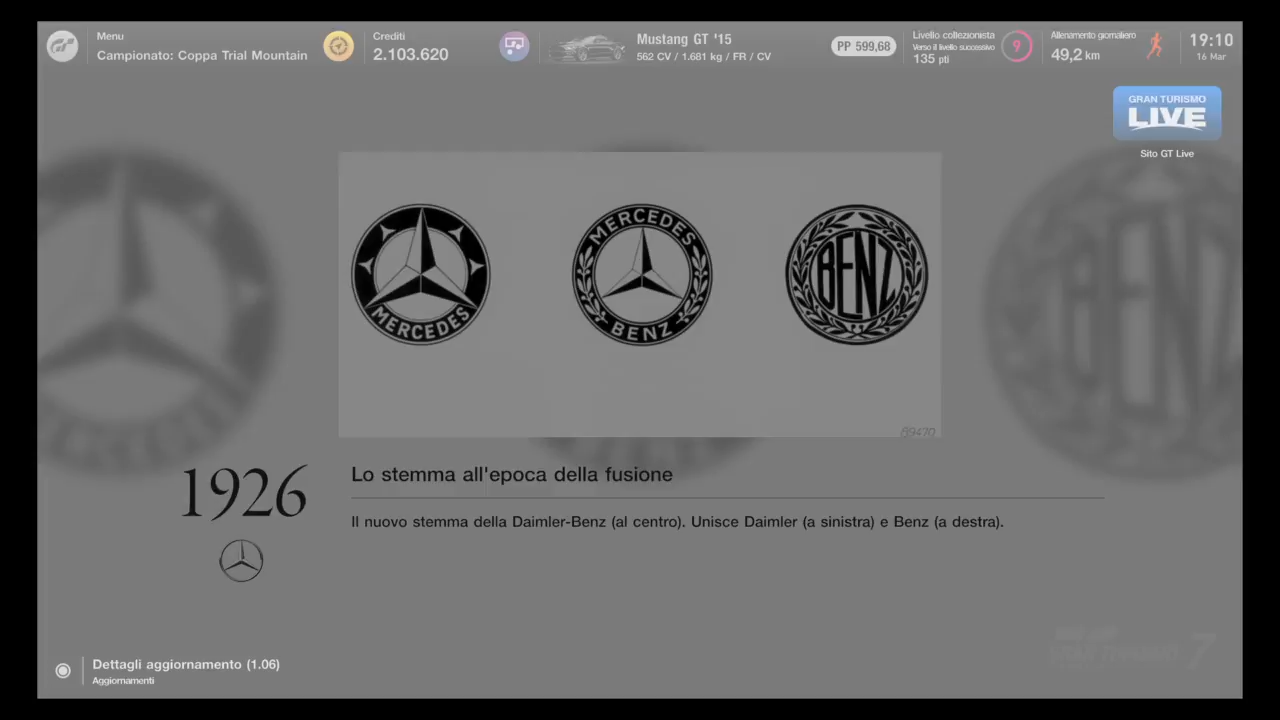 Menu
Campionato: Coppa Trial Mountain
Crediti
2.103.620
Mustang GT '15
562 CV / 1.681 kg / FR / CV
PP 599,68
Livello collezionista
Verso il livello successivo
135 pti
9
Allenamento giornaliero
49,2 km
19:10
16 Mar
GRAN TURISMO
LIVE
Sito GT Live
MERCEDES
MERCEDES
BENZ
BENZ
BENZ
1926
Lo stemma all'epoca della fusione
Il nuovo stemma della Daimler-Benz (al centro). Unisce Daimler (a sinistra) e Benz (a destra).
Dettagli aggiornamento (1.06)
Aggiornamenti